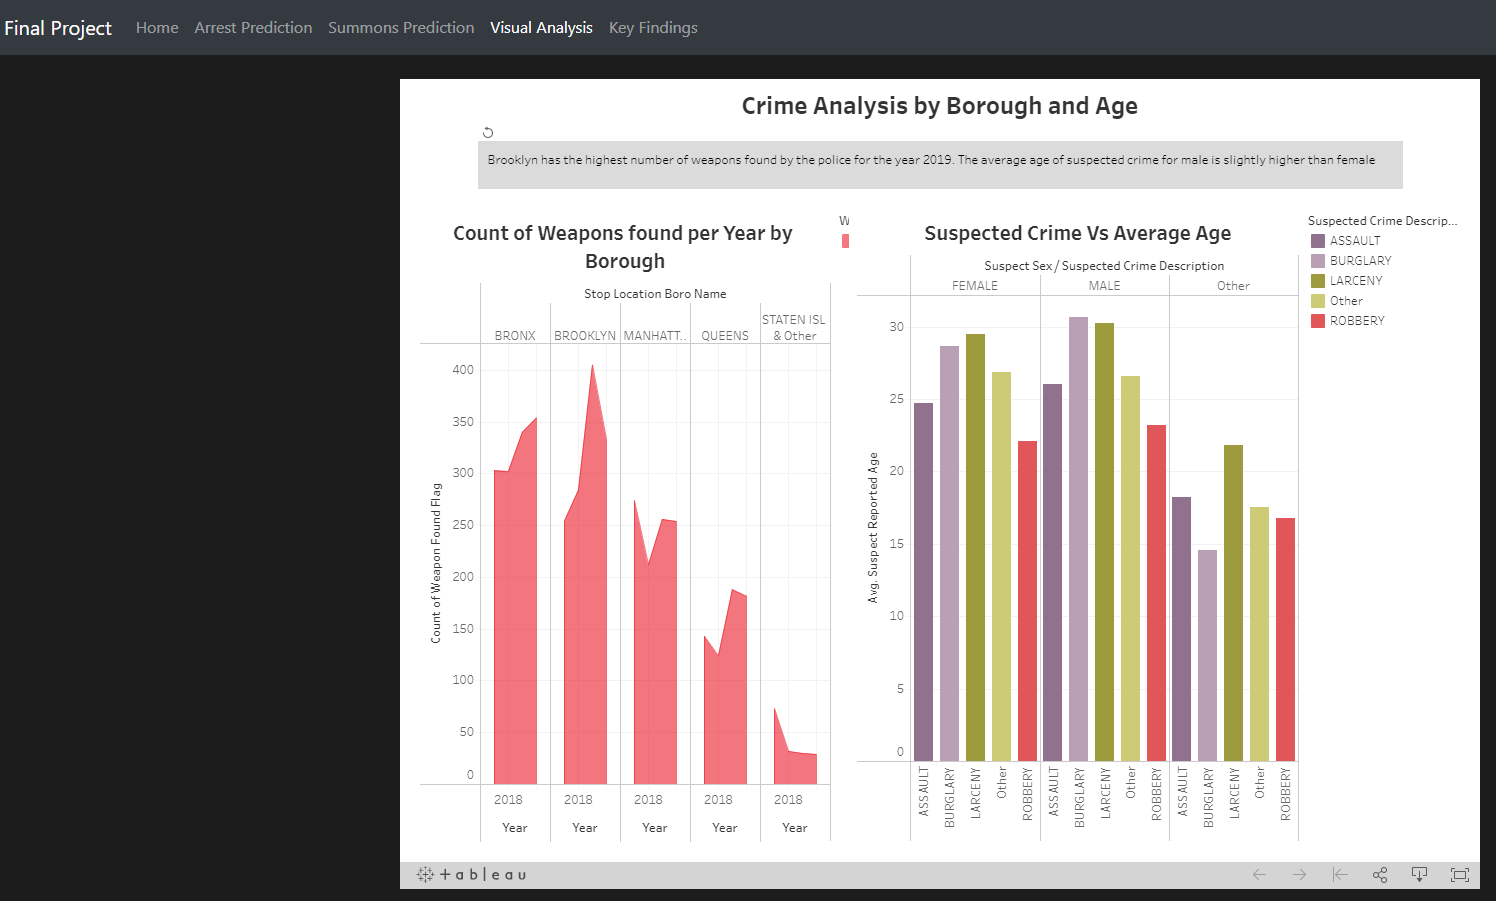 Final Project Home Arrest Prediction Summons Prediction Visual Analysis Key Findings
Crime Analysis by Borough and Age
Brooklyn has the highest number of weapons found by the police for the year 2019. The average age of suspected crime for male is slightly higher than female
Count of Weapons found per Year by
Borough
Stop Location Boro Name
BRONX BROOKLYN MANHATT.. QUEENS STATEN ISL
& Other
Count of Weapon Found Flag
400
350
300
250
200
150
100
50
0
2018 2018 2018 2018 2018
Year Year Year Year Year
W
Suspected Crime Vs Average Age
Suspect Sex / Suspected Crime Description
FEMALE MALE Other
Avg. Suspect Reported Age
30
25
20
15
10
5
0
ASSAULT BURGLARY LARCENY Other ROBBERY ASSAULT BURGLARY LARCENY Other ROBBERY ASSAULT BURGLARY LARCENY Other ROBBERY
Suspected Crime Descrip...
ASSAULT
BURGLARY
LARCENY
Other
ROBBERY
+ableau